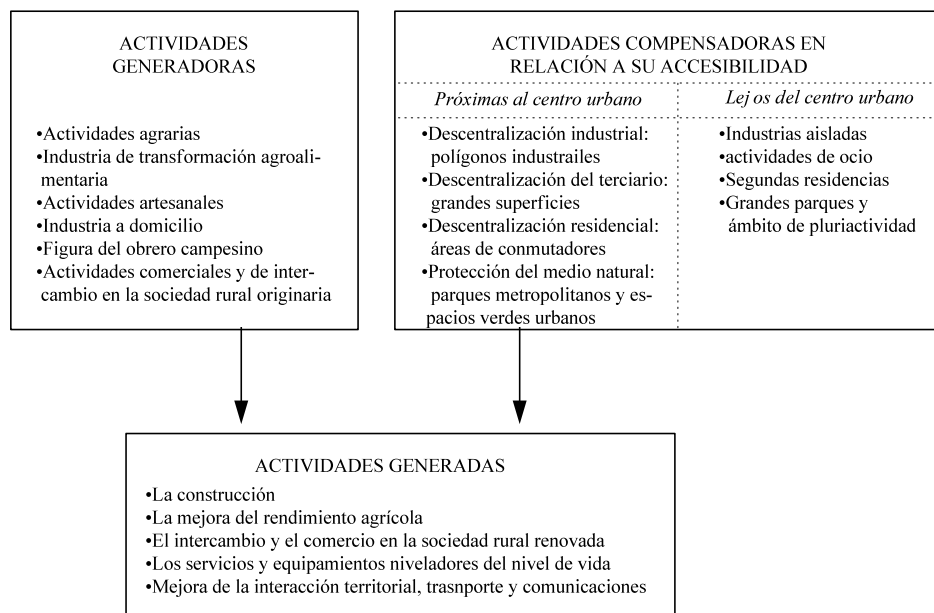 ACTIVIDADES
GENERADORAS
•Actividades agrarias
•Industria de transformación agroali-
mentaria
•Actividades artesanales
•Industria a domicilio
•Figura del obrero campesino
•Actividades comerciales y de inter-
cambio en la sociedad rural originaria
ACTIVIDADES COMPENSADORAS EN
RELACIÓN A SU ACCESIBILIDAD
Próximas al centro urbano
•Descentralización industrial:
polígonos industrailes
•Descentralización del terciario:
grandes superficies
•Descentralización residencial:
áreas de conmutadores
•Protección del medio natural:
parques metropolitanos y es-
pacios verdes urbanos
Lejos del centro urbano
•Industrias aisladas
•actividades de ocio
•Segundas residencias
•Grandes parques y
ámbito de pluriactividad
ACTIVIDADES GENERADAS
•La construcción
•La mejora del rendimiento agrícola
•El intercambio y el comercio en la sociedad rural renovada
•Los servicios y equipamientos niveladores del nivel de vida
•Mejora de la interacción territorial, trasnporte y comunicaciones